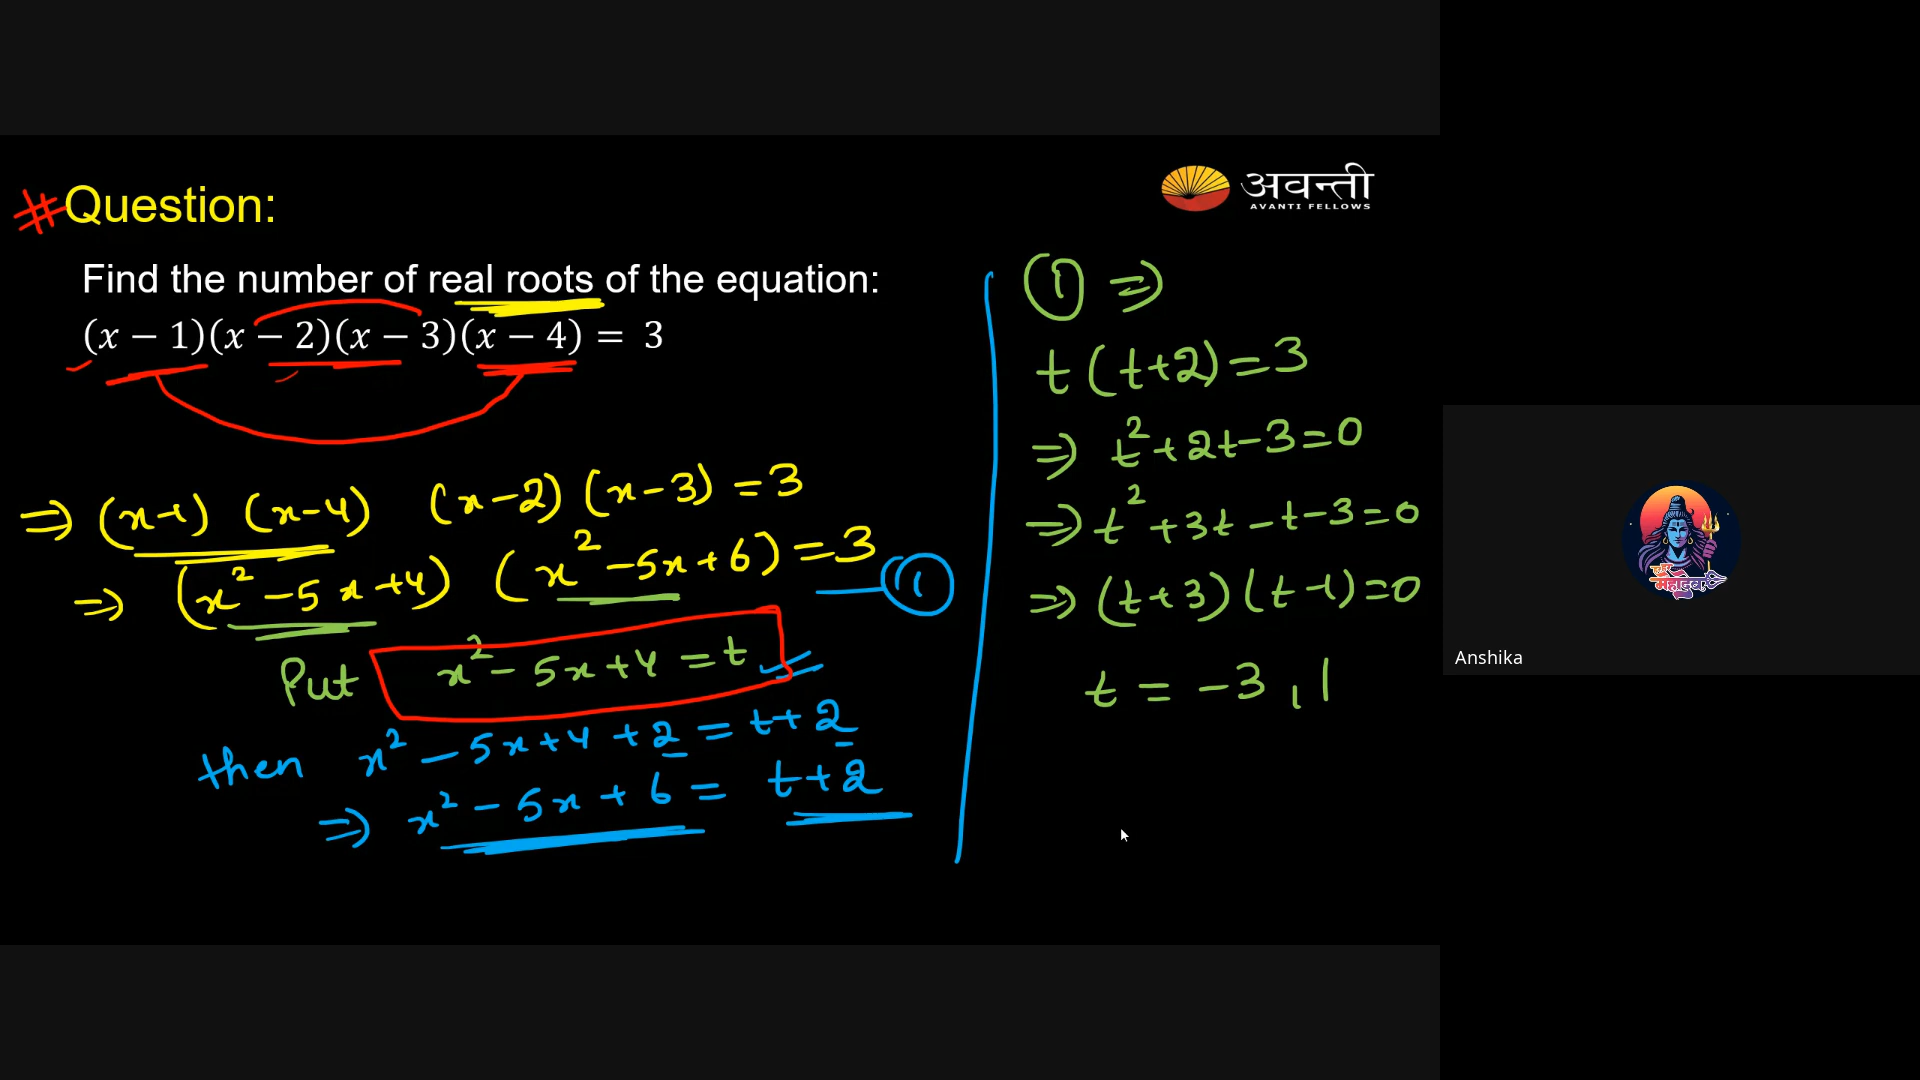 # Question:
अवन्ती
AVANTI FELLOWS
Find the number of real roots of the equation:
(x − 1)(x − 2)(x − 3)(x − 4) = 3
⇒ (x-1) (x-4) (x-2) (x-3) = 3
⇒ (x² -5x+4) (x² -5x+6) = 3 — ①
Put x² - 5x+4 = t
then x² - 5x+4 + 2 = t+2
⇒ x² - 5x + 6 = t+2
① ⇒
t (t+2) = 3
⇒ t² + 2t - 3 = 0
⇒ t² + 3t - t - 3 = 0
⇒ (t+3) (t-1) = 0
t = -3 , 1
हर हर
महादेव
Anshika